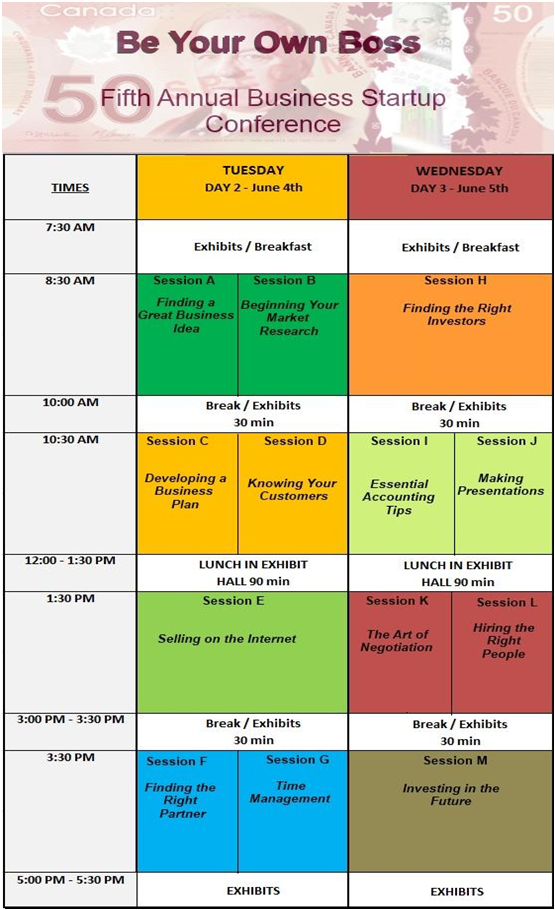 Canada
50
50
Be Your Own Boss
Fifth Annual Business Startup
Conference
TIMES
TUESDAY
DAY 2 - June 4th
WEDNESDAY
DAY 3 - June 5th
7:30 AM
Exhibits / Breakfast
Exhibits / Breakfast
8:30 AM
Session A
Finding a
Great Business
Idea
Session B
Beginning Your
Market
Research
Session H
Finding the Right
Investors
10:00 AM
Break / Exhibits
30 min
Break / Exhibits
30 min
10:30 AM
Session C
Developing a
Business
Plan
Session D
Knowing Your
Customers
Session I
Essential
Accounting
Tips
Session J
Making
Presentations
12:00 - 1:30 PM
LUNCH IN EXHIBIT
HALL 90 min
LUNCH IN EXHIBIT
HALL 90 min
1:30 PM
Session E
Selling on the Internet
Session K
The Art of
Negotiation
Session L
Hiring the
Right
People
3:00 PM - 3:30 PM
Break / Exhibits
30 min
Break / Exhibits
30 min
3:30 PM
Session F
Finding the
Right
Partner
Session G
Time
Management
Session M
Investing in the
Future
5:00 PM - 5:30 PM
EXHIBITS
EXHIBITS